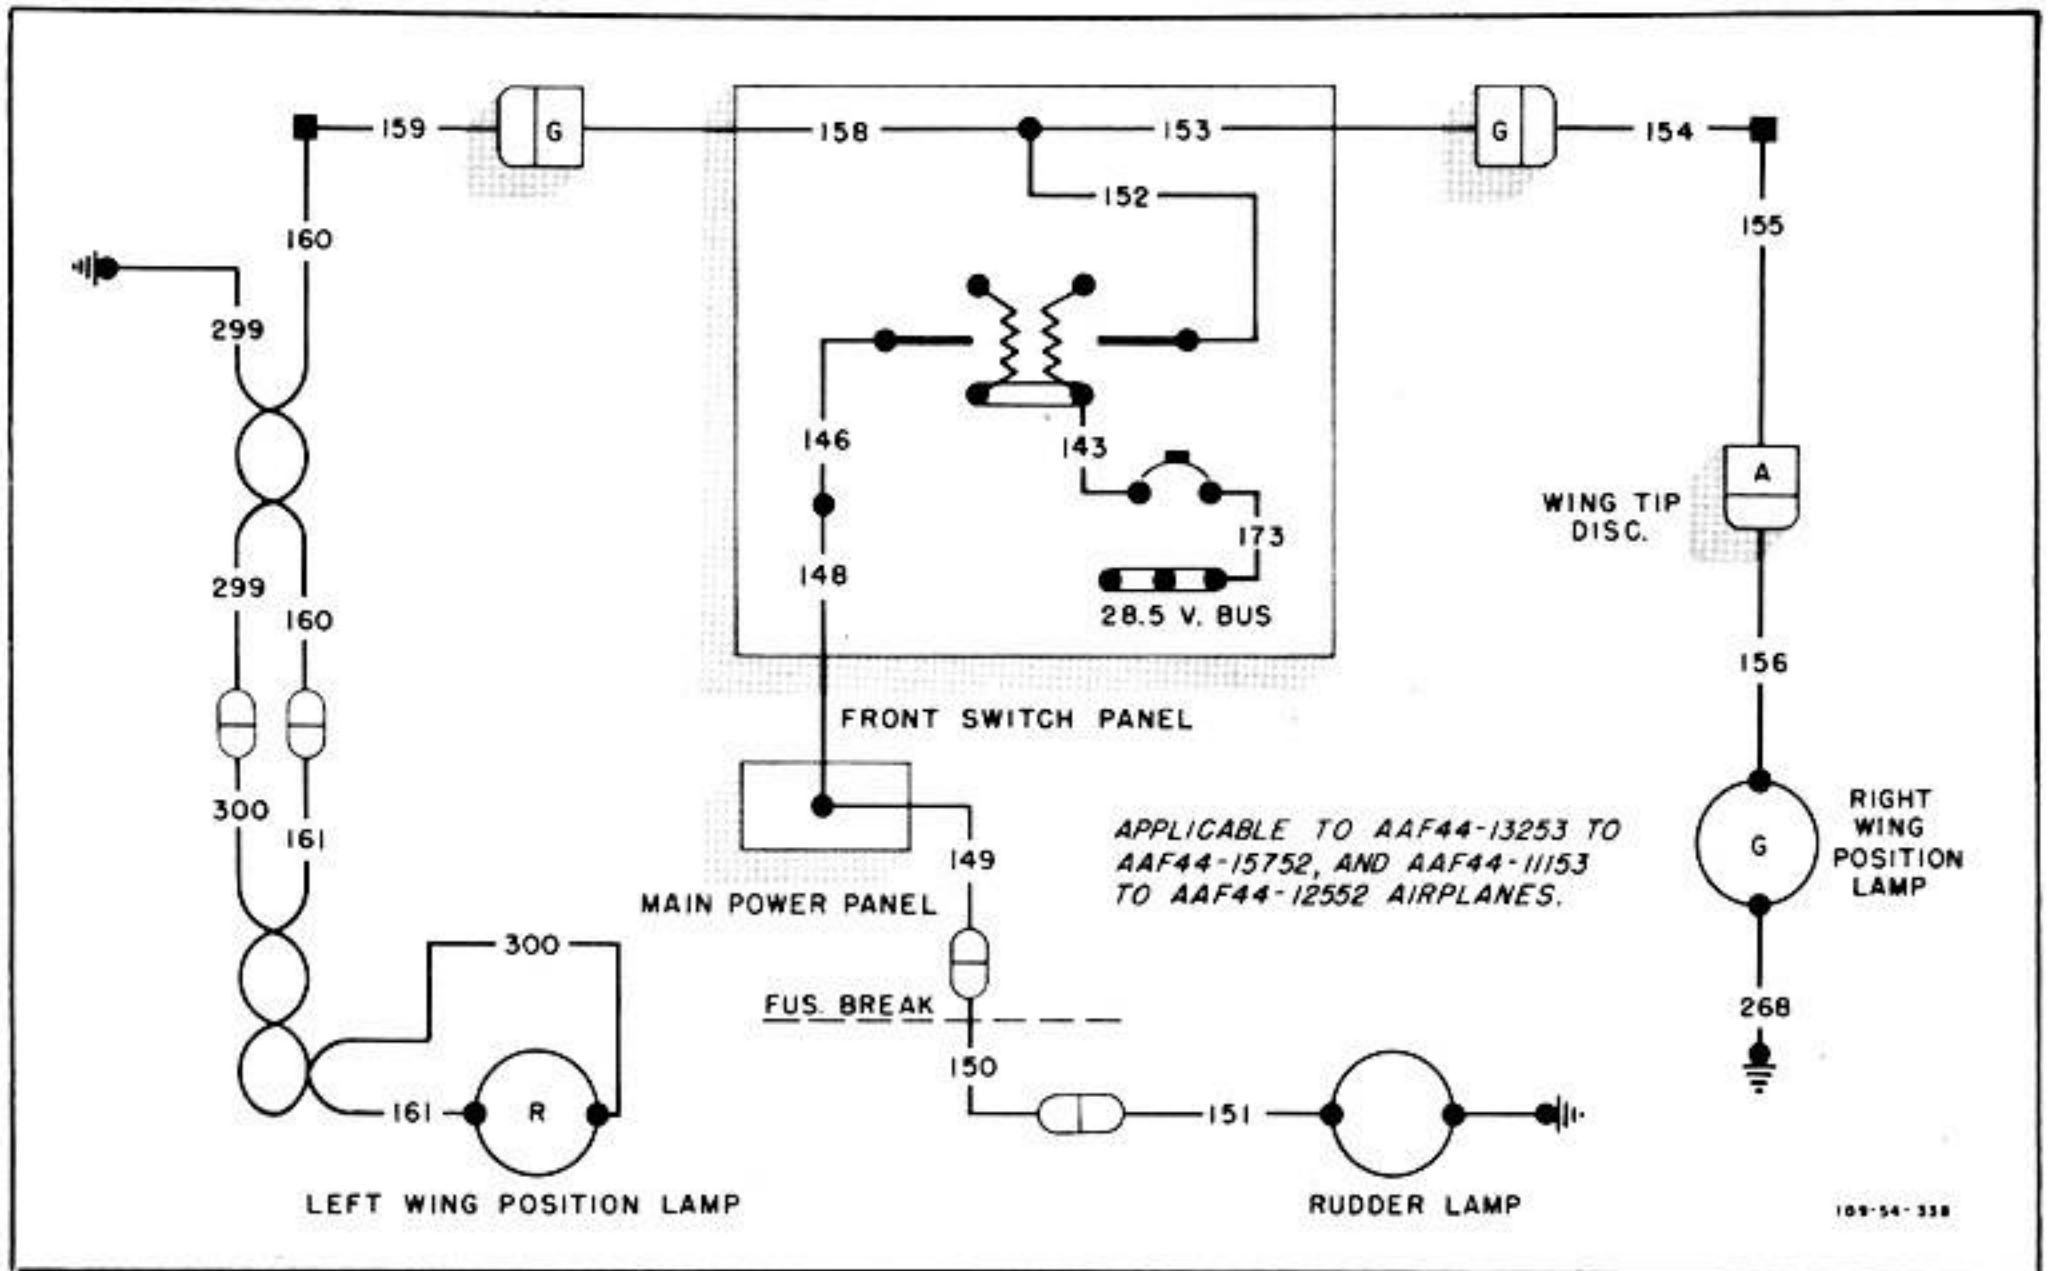 159
G
158
153
G
154
152
160
155
299
146
143
A
WING TIP
DISC.
173
148
299
28.5 V. BUS
160
156
FRONT SWITCH PANEL
300
161
149
APPLICABLE TO AAF44-13253 TO
AAF44-15752, AND AAF44-11153
TO AAF44-12552 AIRPLANES.
G
RIGHT
WING
POSITION
LAMP
MAIN POWER PANEL
300
FUS. BREAK
268
150
161
R
151
LEFT WING POSITION LAMP
RUDDER LAMP
109-54-338